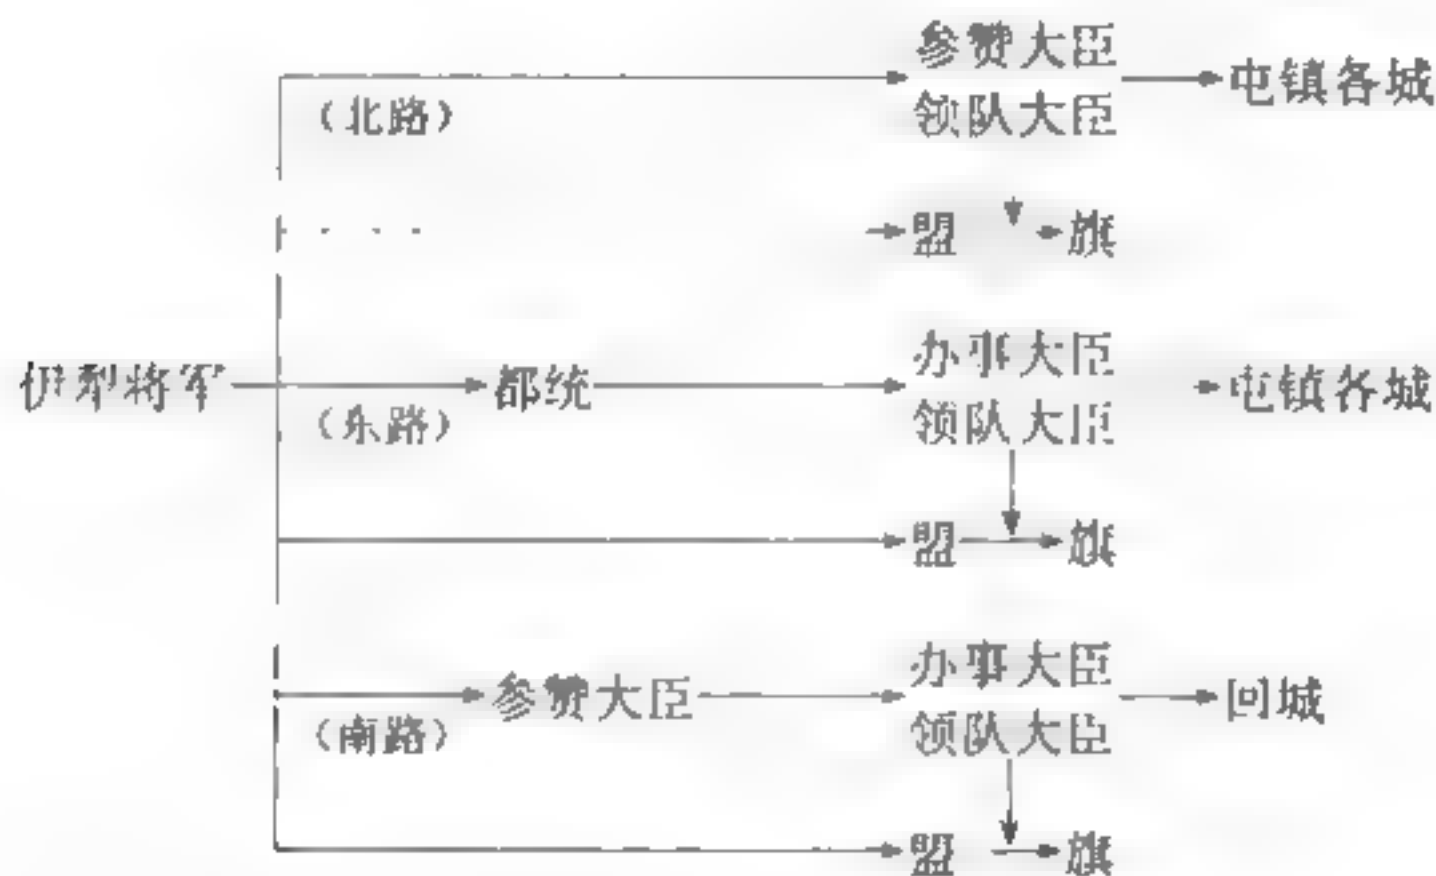 参赞大臣
(北路)
领队大臣
屯镇各城
盟 旗
办事大臣
伊犁将军 都统 屯镇各城
(东路)
领队大臣
盟 旗
办事大臣
参赞大臣 回城
(南路)
领队大臣
盟 旗